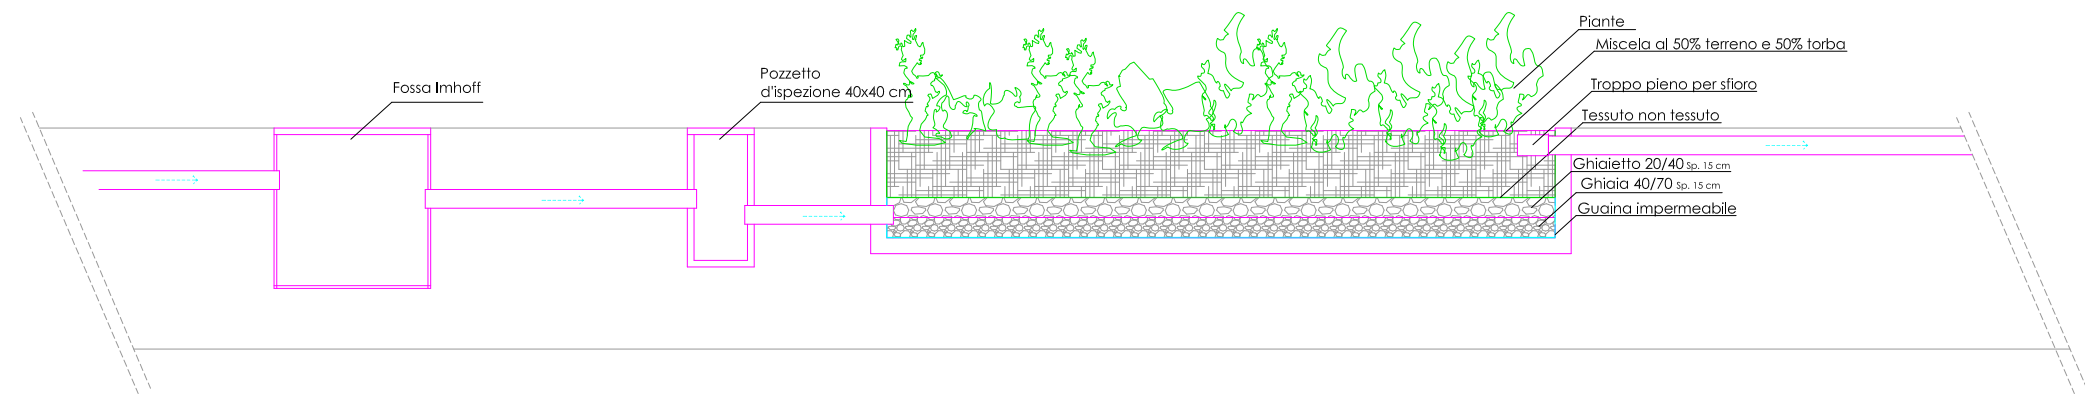 Fossa Imhoff
Pozzetto
d'ispezione 40x40 cm
Piante
Miscela al 50% terreno e 50% torba
Troppo pieno per sfioro
Tessuto non tessuto
Ghiaietto 20/40 Sp. 15 cm
Ghiaia 40/70 Sp. 15 cm
Guaina impermeabile